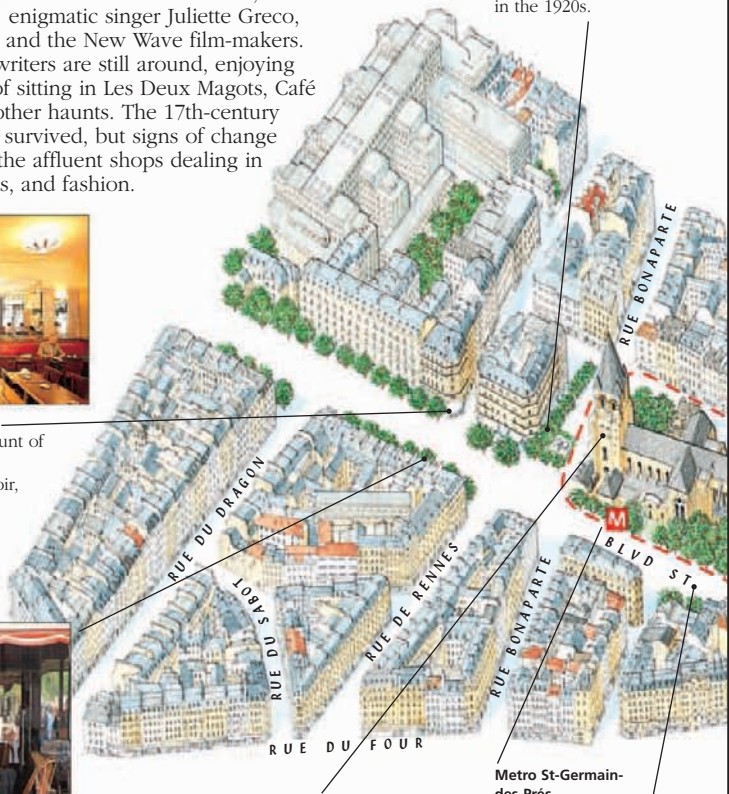 enigmatic singer Juliette Greco,
and the New Wave film-makers.
writers are still around, enjoying
of sitting in Les Deux Magots, Café
other haunts. The 17th-century
survived, but signs of change
the affluent shops dealing in
s, and fashion.
in the 1920s.
RUE BONAPARTE
unt of
oir,
RUE DU DRAGON
M
BLVD ST
RUE DU SABOT
RUE DE RENNES
RUE BONAPARTE
RUE DU FOUR
Metro St-Germain-
des Prés